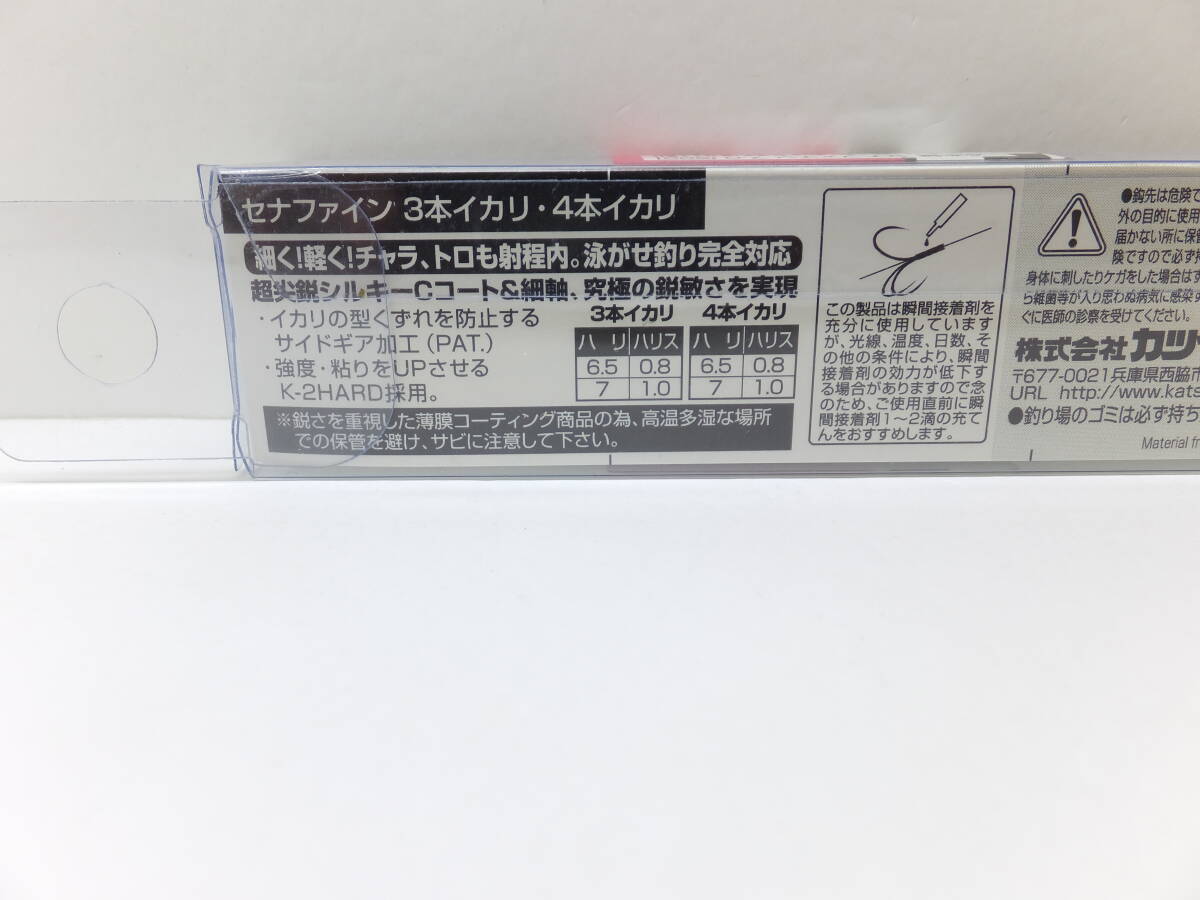 セナファイン 3本イカリ・4本イカリ
細く!軽く!チャラ、トロも射程内。泳がせ釣り完全対応
超尖鋭シルキーCコート&細軸、究極の鋭敏さを実現
・イカリの型くずれを防止する
サイドギア加工(PAT.)
・強度・粘りをUPさせる
K-2HARD採用。
3本イカリ 4本イカリ
ハリ ハリス ハリ ハリス
6.5 0.8 6.5 0.8
7 1.0 7 1.0
※鋭さを重視した薄膜コーティング商品の為、高温多湿な場所
での保管を避け、サビに注意して下さい。
この製品は瞬間接着剤を
充分に使用しています
が、光線、温度、日数、そ
の他の条件により、瞬間
接着剤の効力が低下す
る場合がありますので念
のため、ご使用直前に瞬
間接着剤1〜2滴の充て
んをおすすめします。
●鈎先は危険で
外の目的に使用
届かない所に保管
険ですので必ず持
身体に刺したりケガをした場合はす
ら雑菌等が入り思わぬ病気に感染す
ぐに医師の診察を受けてください。
株式会社 カツ
〒677-0021兵庫県西脇市
URL http://www.kats
●釣り場のゴミは必ず持ち
Material fr